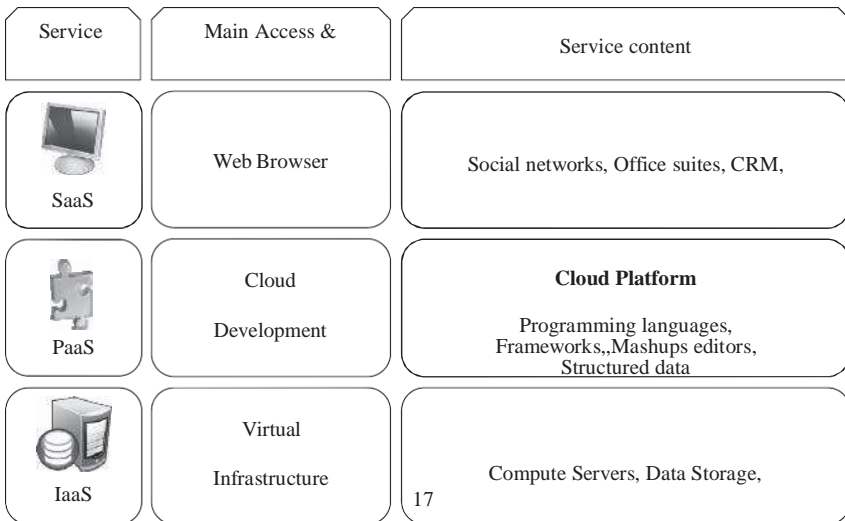 Service
Main Access &
Service content
SaaS
Web Browser
Social networks, Office suites, CRM,
PaaS
Cloud
Development
Cloud Platform
Programming languages,
Frameworks,,Mashups editors,
Structured data
IaaS
Virtual
Infrastructure
Compute Servers, Data Storage,
17